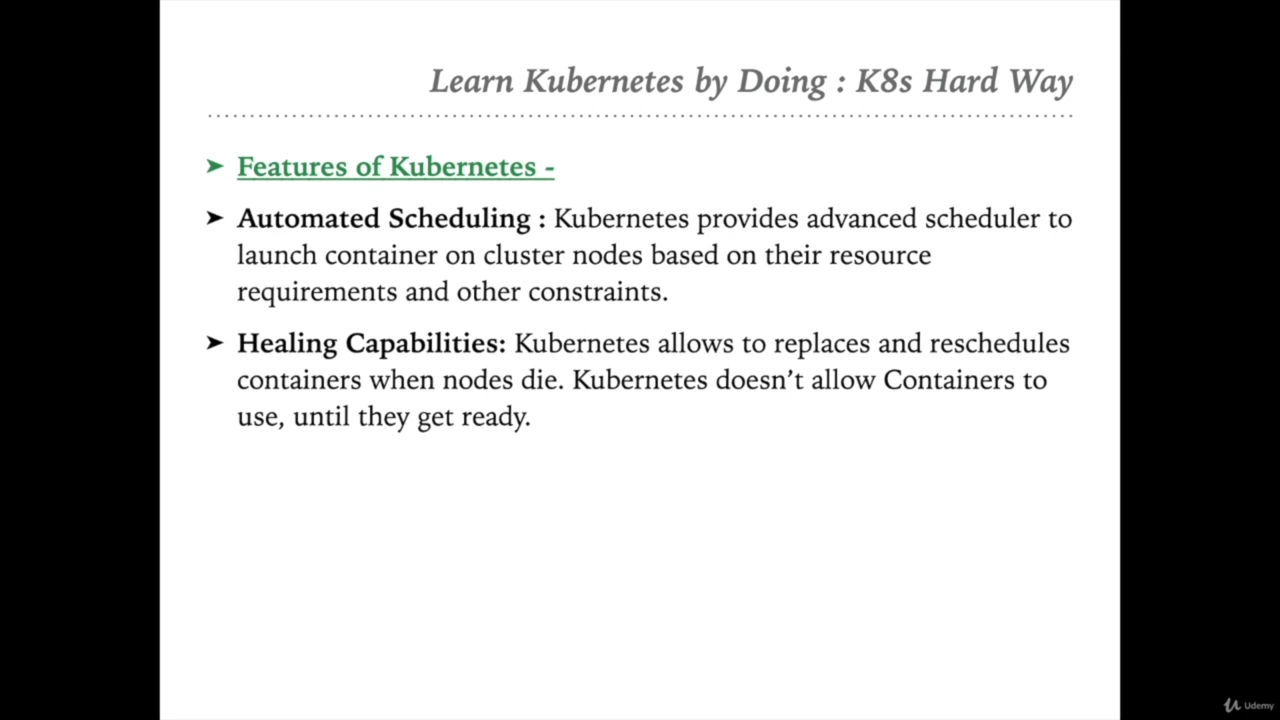 Learn Kubernetes by Doing : K8s Hard Way
➤ Features of Kubernetes -
➤ Automated Scheduling : Kubernetes provides advanced scheduler to
launch container on cluster nodes based on their resource
requirements and other constraints.
➤ Healing Capabilities: Kubernetes allows to replaces and reschedules
containers when nodes die. Kubernetes doesn’t allow Containers to
use, until they get ready.
Udemy